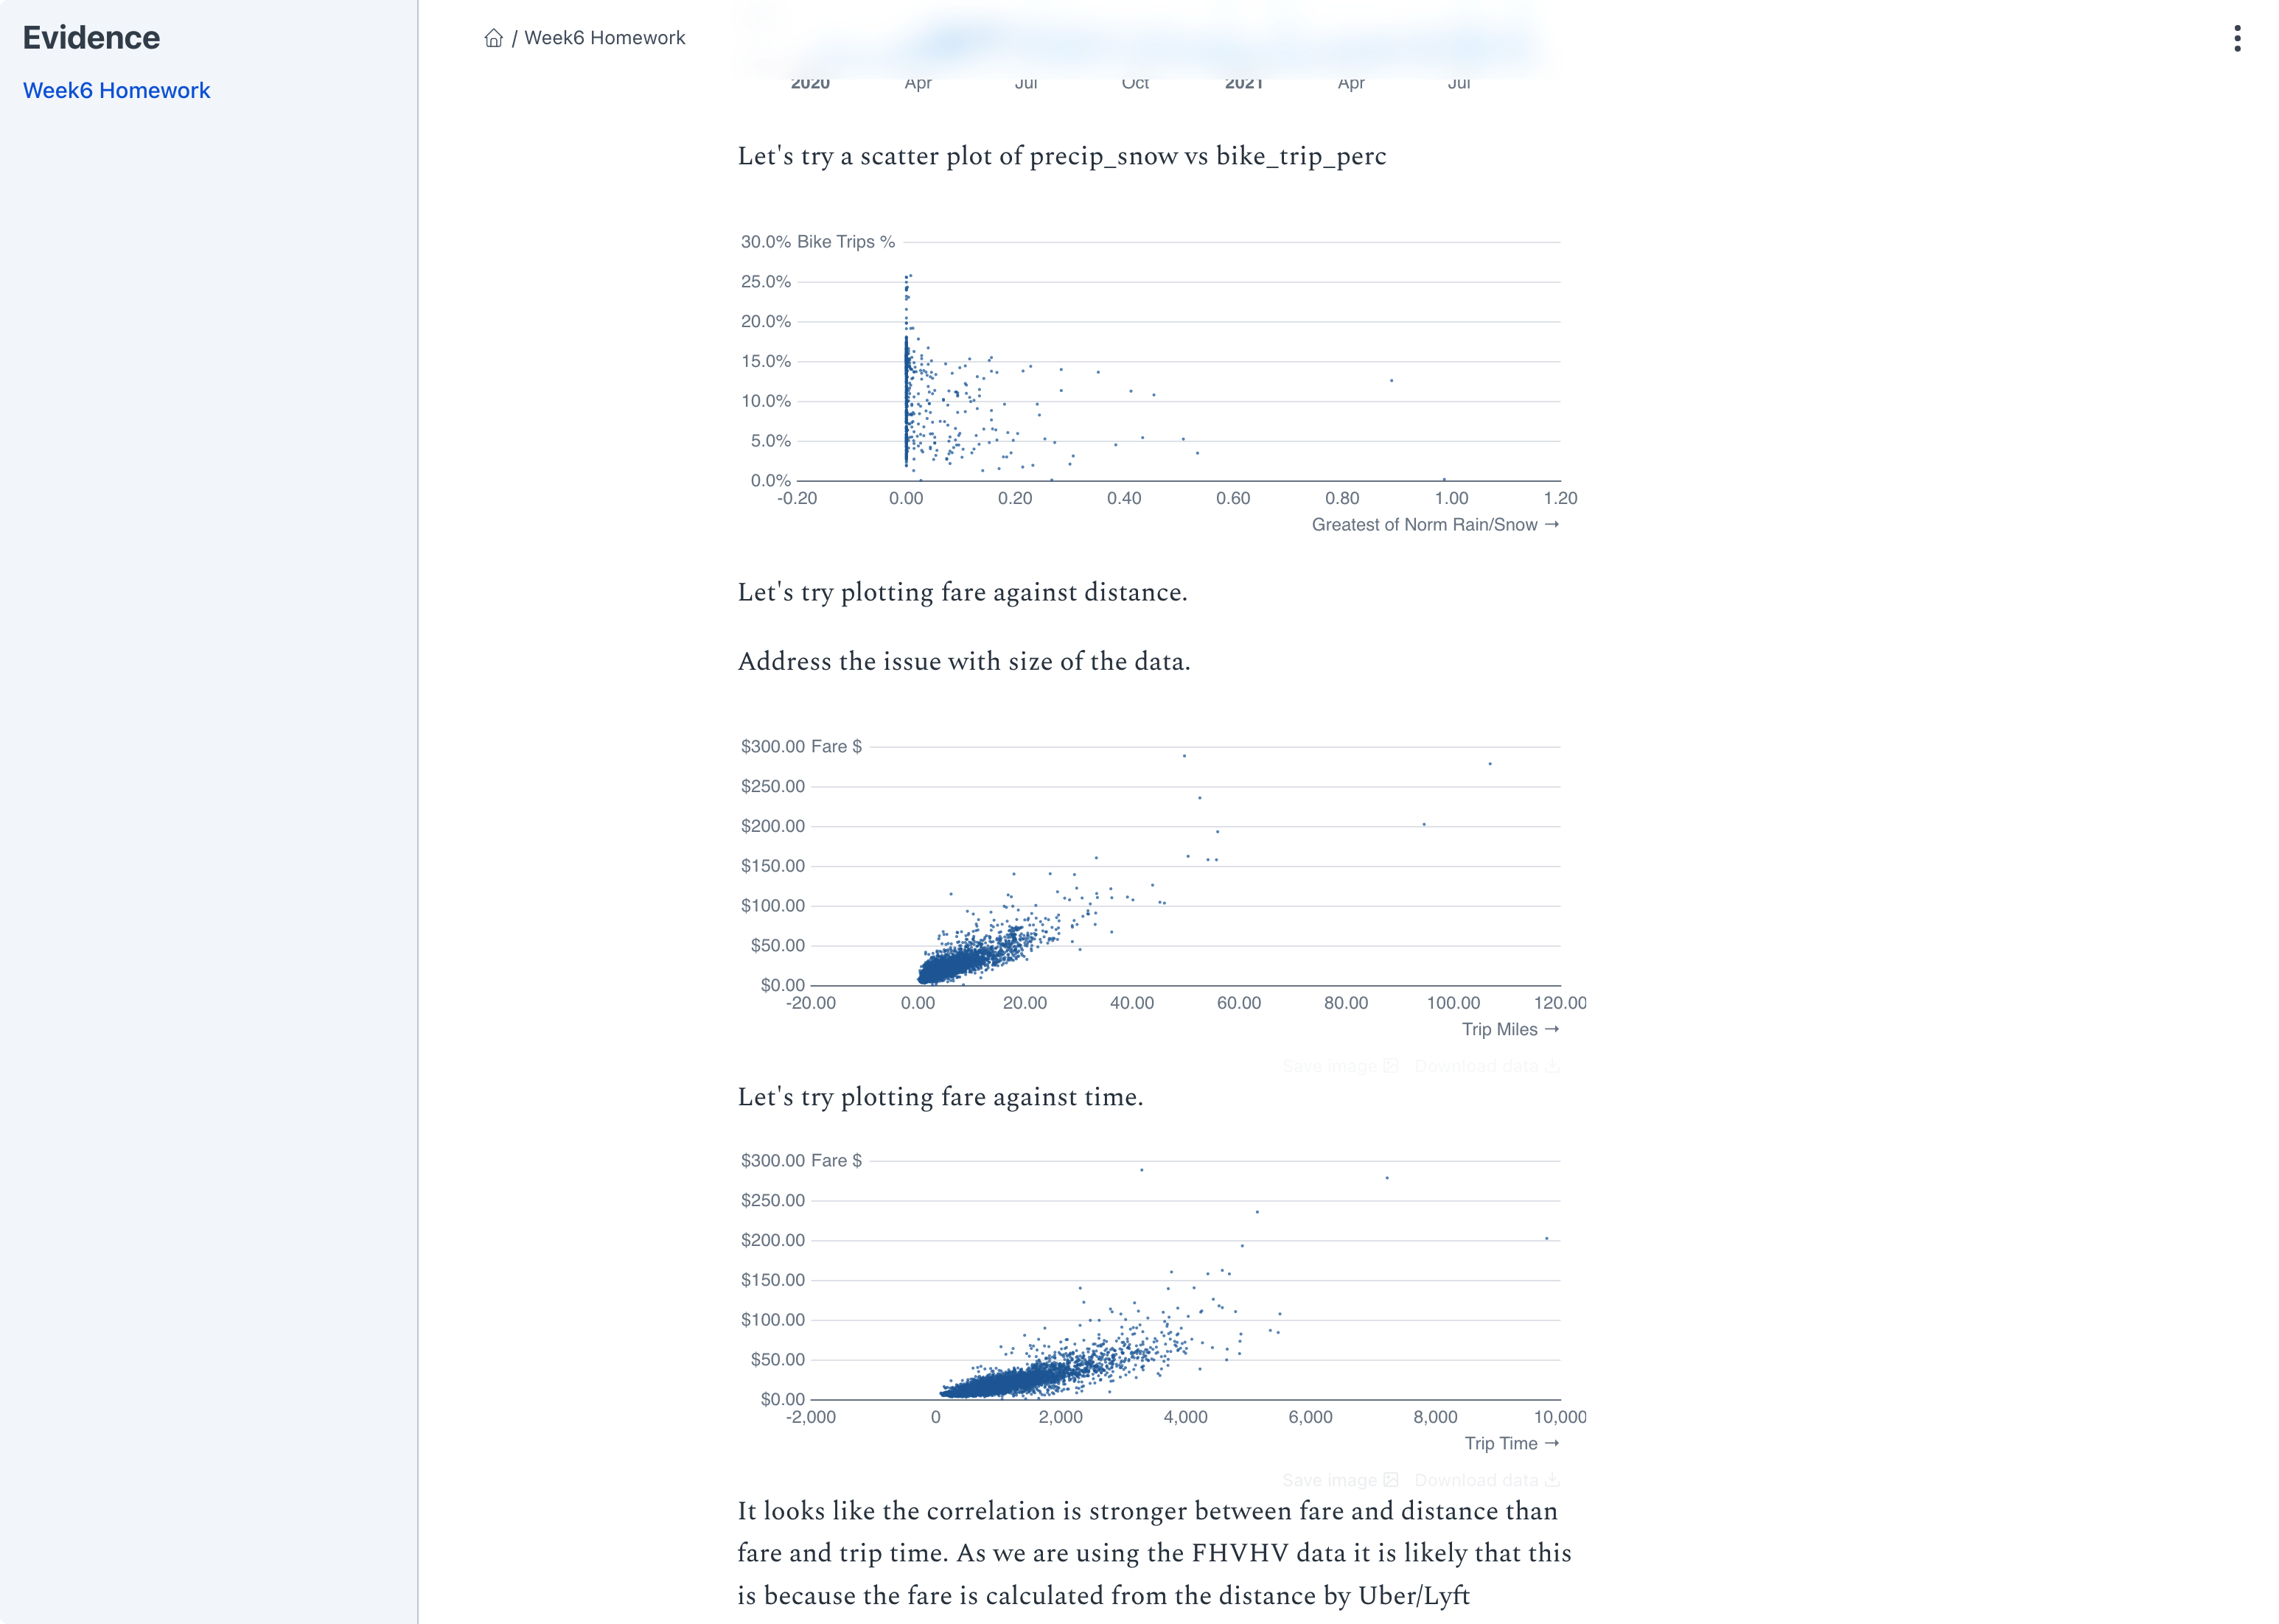 Evidence
Week6 Homework
/ Week6 Homework
2020 Apr Jul Oct 2021 Apr Jul
Let's try a scatter plot of precip_snow vs bike_trip_perc
30.0% Bike Trips %
25.0%
20.0%
15.0%
10.0%
5.0%
0.0%
-0.20 0.00 0.20 0.40 0.60 0.80 1.00 1.20
Greatest of Norm Rain/Snow →
Let's try plotting fare against distance.
Address the issue with size of the data.
$300.00 Fare $
$250.00
$200.00
$150.00
$100.00
$50.00
$0.00
-20.00 0.00 20.00 40.00 60.00 80.00 100.00 120.00
Trip Miles →
Save image Download data
Let's try plotting fare against time.
$300.00 Fare $
$250.00
$200.00
$150.00
$100.00
$50.00
$0.00
-2,000 0 2,000 4,000 6,000 8,000 10,000
Trip Time →
Save image Download data
It looks like the correlation is stronger between fare and distance than
fare and trip time. As we are using the FHVHV data it is likely that this
is because the fare is calculated from the distance by Uber/Lyft